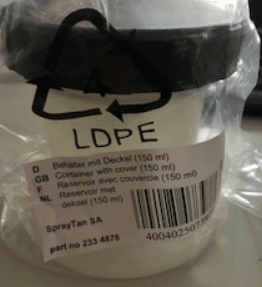 LDPE
D Behälter mit Deckel (150 ml)
GB Container with cover (150 ml)
F Réservoir avec couvercle (150 ml)
NL Reservoir met
deksel (150 ml)
SprayTan SA
part no 233 4878